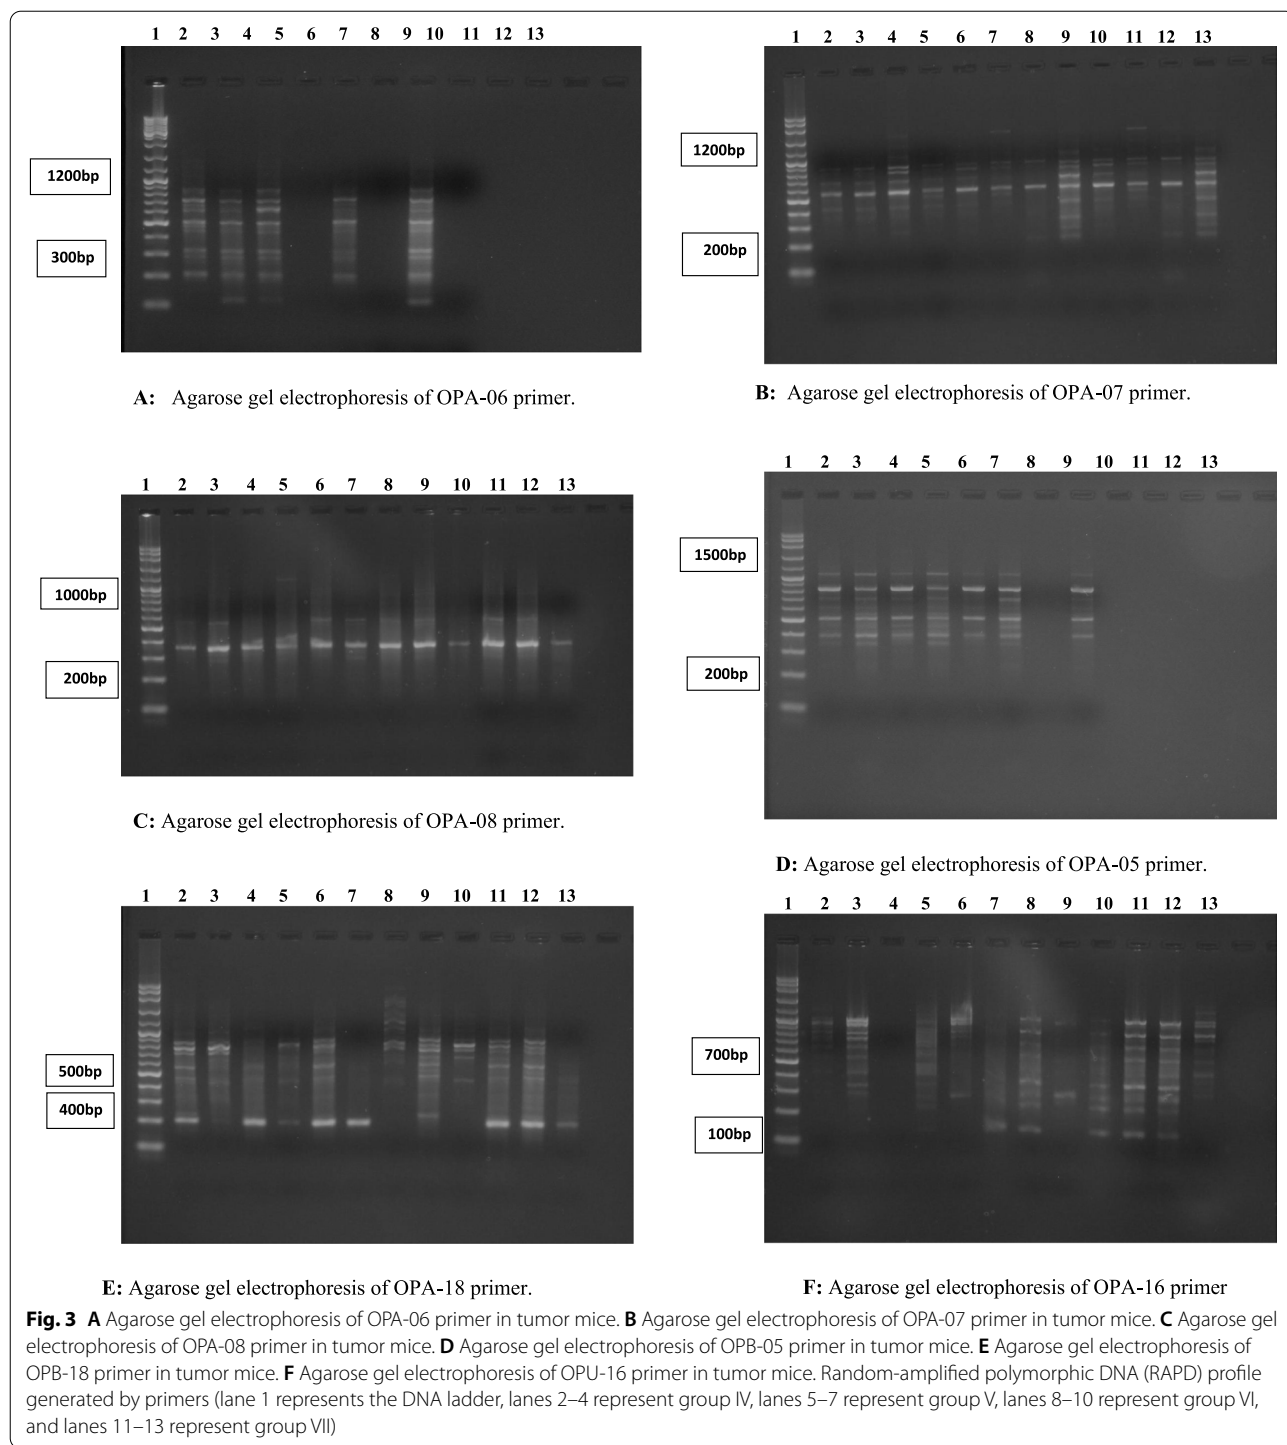 1 2 3 4 5 6 7 8 9 10 11 12 13
1200bp
300bp
A: Agarose gel electrophoresis of OPA-06 primer.
1 2 3 4 5 6 7 8 9 10 11 12 13
1200bp
200bp
B: Agarose gel electrophoresis of OPA-07 primer.
1 2 3 4 5 6 7 8 9 10 11 12 13
1000bp
200bp
C: Agarose gel electrophoresis of OPA-08 primer.
1 2 3 4 5 6 7 8 9 10 11 12 13
1500bp
200bp
D: Agarose gel electrophoresis of OPA-05 primer.
1 2 3 4 5 6 7 8 9 10 11 12 13
500bp
400bp
E: Agarose gel electrophoresis of OPA-18 primer.
1 2 3 4 5 6 7 8 9 10 11 12 13
700bp
100bp
F: Agarose gel electrophoresis of OPA-16 primer
Fig. 3 A Agarose gel electrophoresis of OPA-06 primer in tumor mice. B Agarose gel electrophoresis of OPA-07 primer in tumor mice. C Agarose gel
electrophoresis of OPA-08 primer in tumor mice. D Agarose gel electrophoresis of OPB-05 primer in tumor mice. E Agarose gel electrophoresis of
OPB-18 primer in tumor mice. F Agarose gel electrophoresis of OPU-16 primer in tumor mice. Random-amplified polymorphic DNA (RAPD) profile
generated by primers (lane 1 represents the DNA ladder, lanes 2–4 represent group IV, lanes 5–7 represent group V, lanes 8–10 represent group VI,
and lanes 11–13 represent group VII)